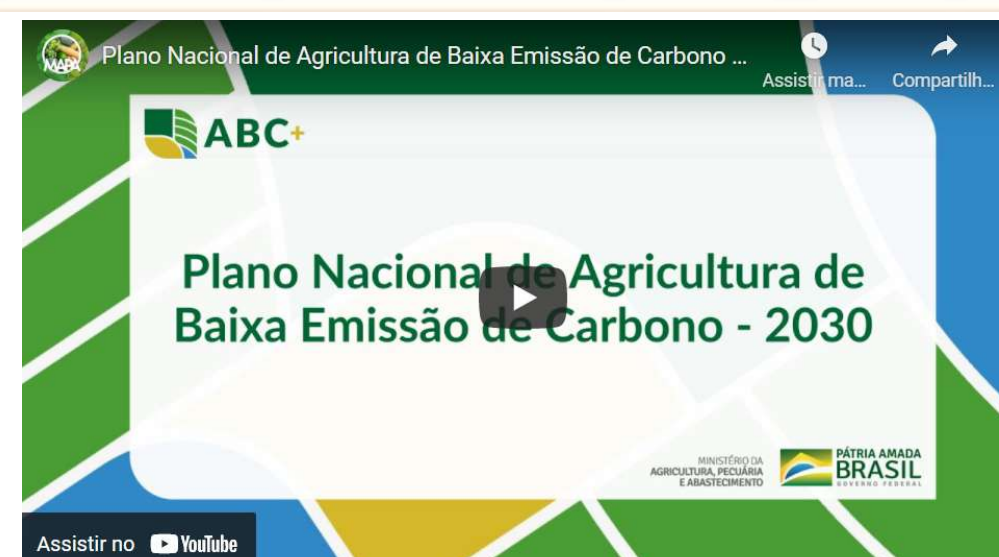 MAPA
Plano Nacional de Agricultura de Baixa Emissão de Carbono ...
Assistir ma...
Compartilh...
ABC+
Plano Nacional de Agricultura de
Baixa Emissão de Carbono - 2030
MINISTÉRIO DA
AGRICULTURA, PECUÁRIA
E ABASTECIMENTO
PÁTRIA AMADA
BRASIL
GOVERNO FEDERAL
Assistir no YouTube